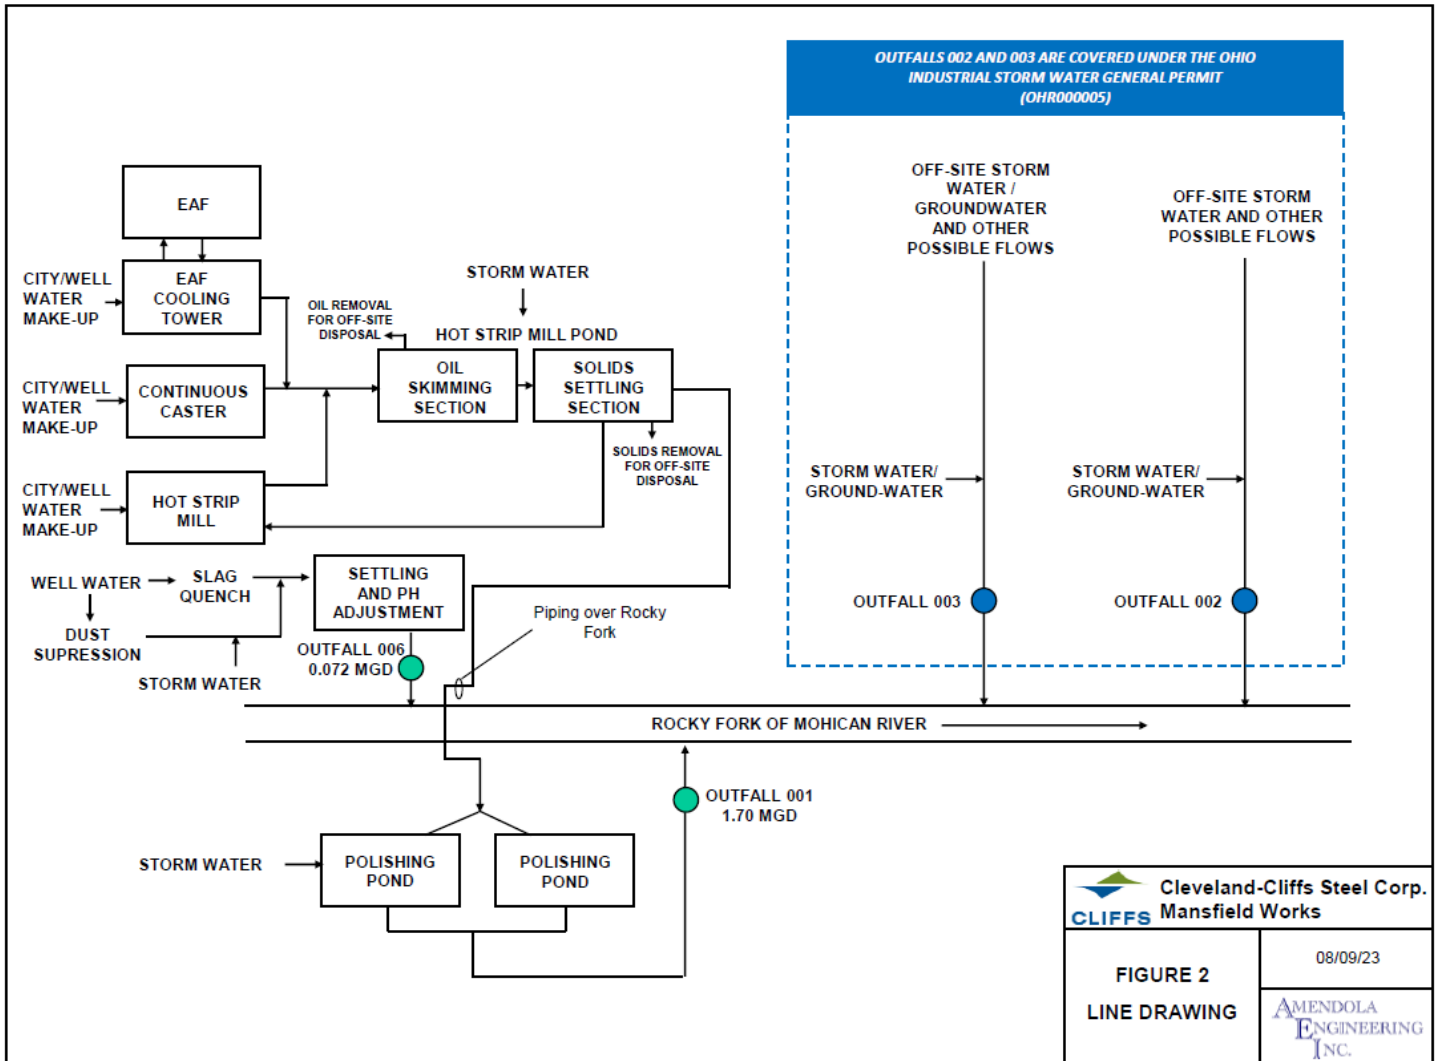 OUTFALLS 002 AND 003 ARE COVERED UNDER THE OHIO
INDUSTRIAL STORM WATER GENERAL PERMIT
(OHR000005)
OFF-SITE STORM
WATER /
GROUNDWATER
AND OTHER
POSSIBLE FLOWS
OFF-SITE STORM
WATER AND OTHER
POSSIBLE FLOWS
STORM WATER/
GROUND-WATER
STORM WATER/
GROUND-WATER
OUTFALL 003
OUTFALL 002
EAF
CITY/WELL
WATER
MAKE-UP
EAF
COOLING
TOWER
STORM WATER
OIL REMOVAL
FOR OFF-SITE
DISPOSAL
HOT STRIP MILL POND
CITY/WELL
WATER
MAKE-UP
CONTINUOUS
CASTER
OIL
SKIMMING
SECTION
SOLIDS
SETTLING
SECTION
SOLIDS REMOVAL
FOR OFF-SITE
DISPOSAL
CITY/WELL
WATER
MAKE-UP
HOT STRIP
MILL
WELL WATER
SLAG
QUENCH
SETTLING
AND PH
ADJUSTMENT
DUST
SUPRESSION
STORM WATER
OUTFALL 006
0.072 MGD
Piping over Rocky
Fork
ROCKY FORK OF MOHICAN RIVER
OUTFALL 001
1.70 MGD
STORM WATER
POLISHING
POND
POLISHING
POND
CLIFFS
Cleveland-Cliffs Steel Corp.
Mansfield Works
FIGURE 2
LINE DRAWING
08/09/23
AMENDOLA
ENGINEERING
INC.